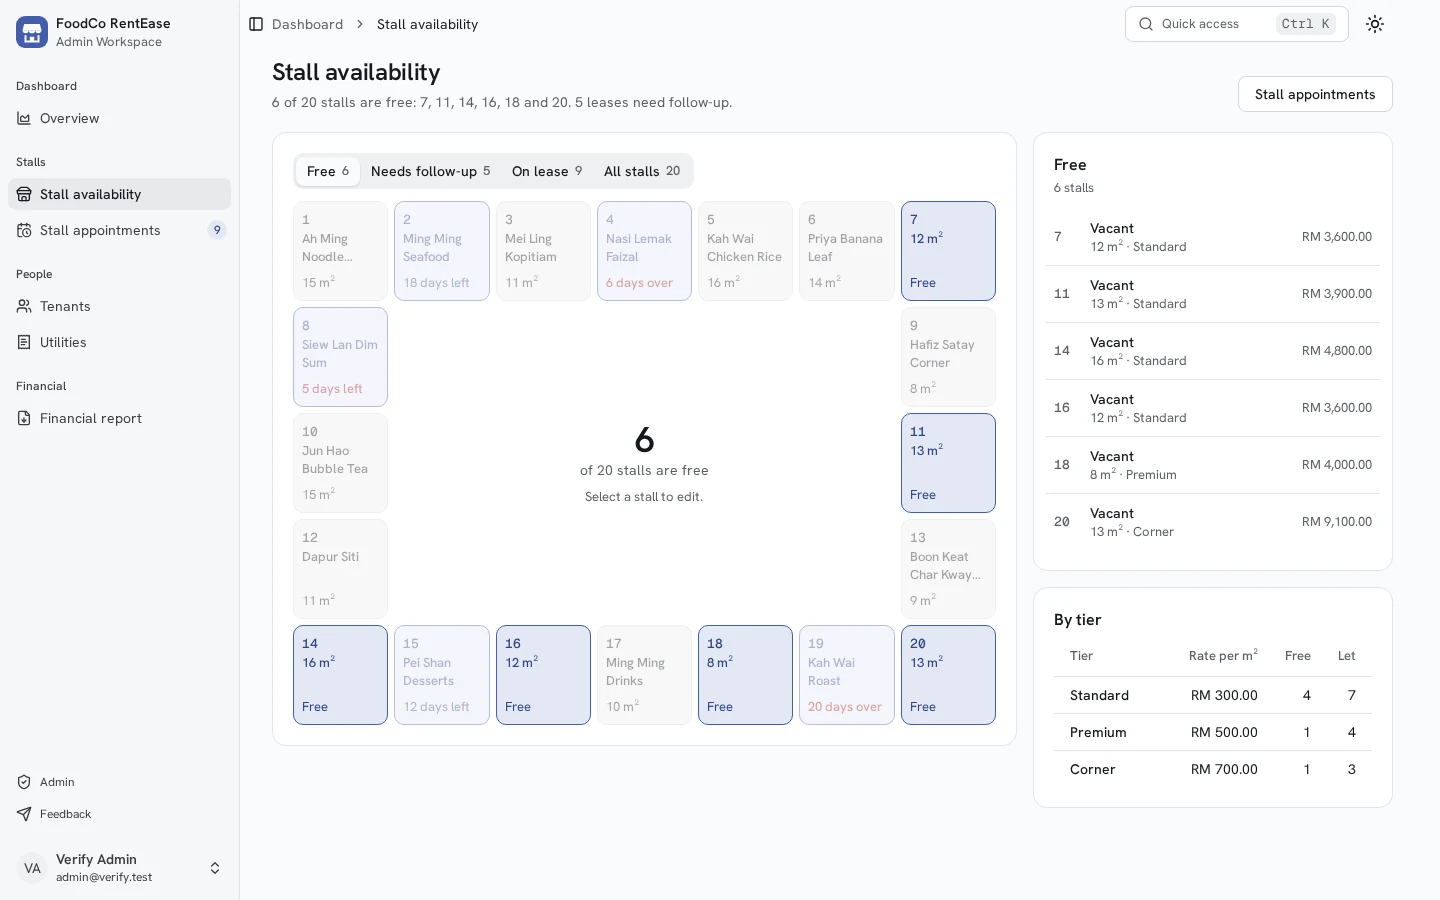 FoodCo RentEase
Admin Workspace
Dashboard
Overview
Stalls
Stall availability
Stall appointments 9
People
Tenants
Utilities
Financial
Financial report
Admin
Feedback
VA
Verify Admin
admin@verify.test
Dashboard > Stall availability
Quick access Ctrl K
Stall availability
6 of 20 stalls are free: 7, 11, 14, 16, 18 and 20. 5 leases need follow-up.
Stall appointments
Free 6 Needs follow-up 5 On lease 9 All stalls 20
1
Ah Ming
Noodle...
15 m²
2
Ming Ming
Seafood
18 days left
3
Mei Ling
Kopitiam
11 m²
4
Nasi Lemak
Faizal
6 days over
5
Kah Wai
Chicken Rice
16 m²
6
Priya Banana
Leaf
14 m²
7
12 m²
Free
8
Siew Lan Dim
Sum
5 days left
9
Hafiz Satay
Corner
8 m²
10
Jun Hao
Bubble Tea
15 m²
6
of 20 stalls are free
Select a stall to edit.
11
13 m²
Free
12
Dapur Siti
11 m²
13
Boon Keat
Char Kway...
9 m²
14
16 m²
Free
15
Pei Shan
Desserts
12 days left
16
12 m²
Free
17
Ming Ming
Drinks
10 m²
18
8 m²
Free
19
Kah Wai
Roast
20 days over
20
13 m²
Free
Free
6 stalls
7 Vacant RM 3,600.00
12 m² · Standard
11 Vacant RM 3,900.00
13 m² · Standard
14 Vacant RM 4,800.00
16 m² · Standard
16 Vacant RM 3,600.00
12 m² · Standard
18 Vacant RM 4,000.00
8 m² · Premium
20 Vacant RM 9,100.00
13 m² · Corner
By tier
Tier Rate per m² Free Let
Standard RM 300.00 4 7
Premium RM 500.00 1 4
Corner RM 700.00 1 3